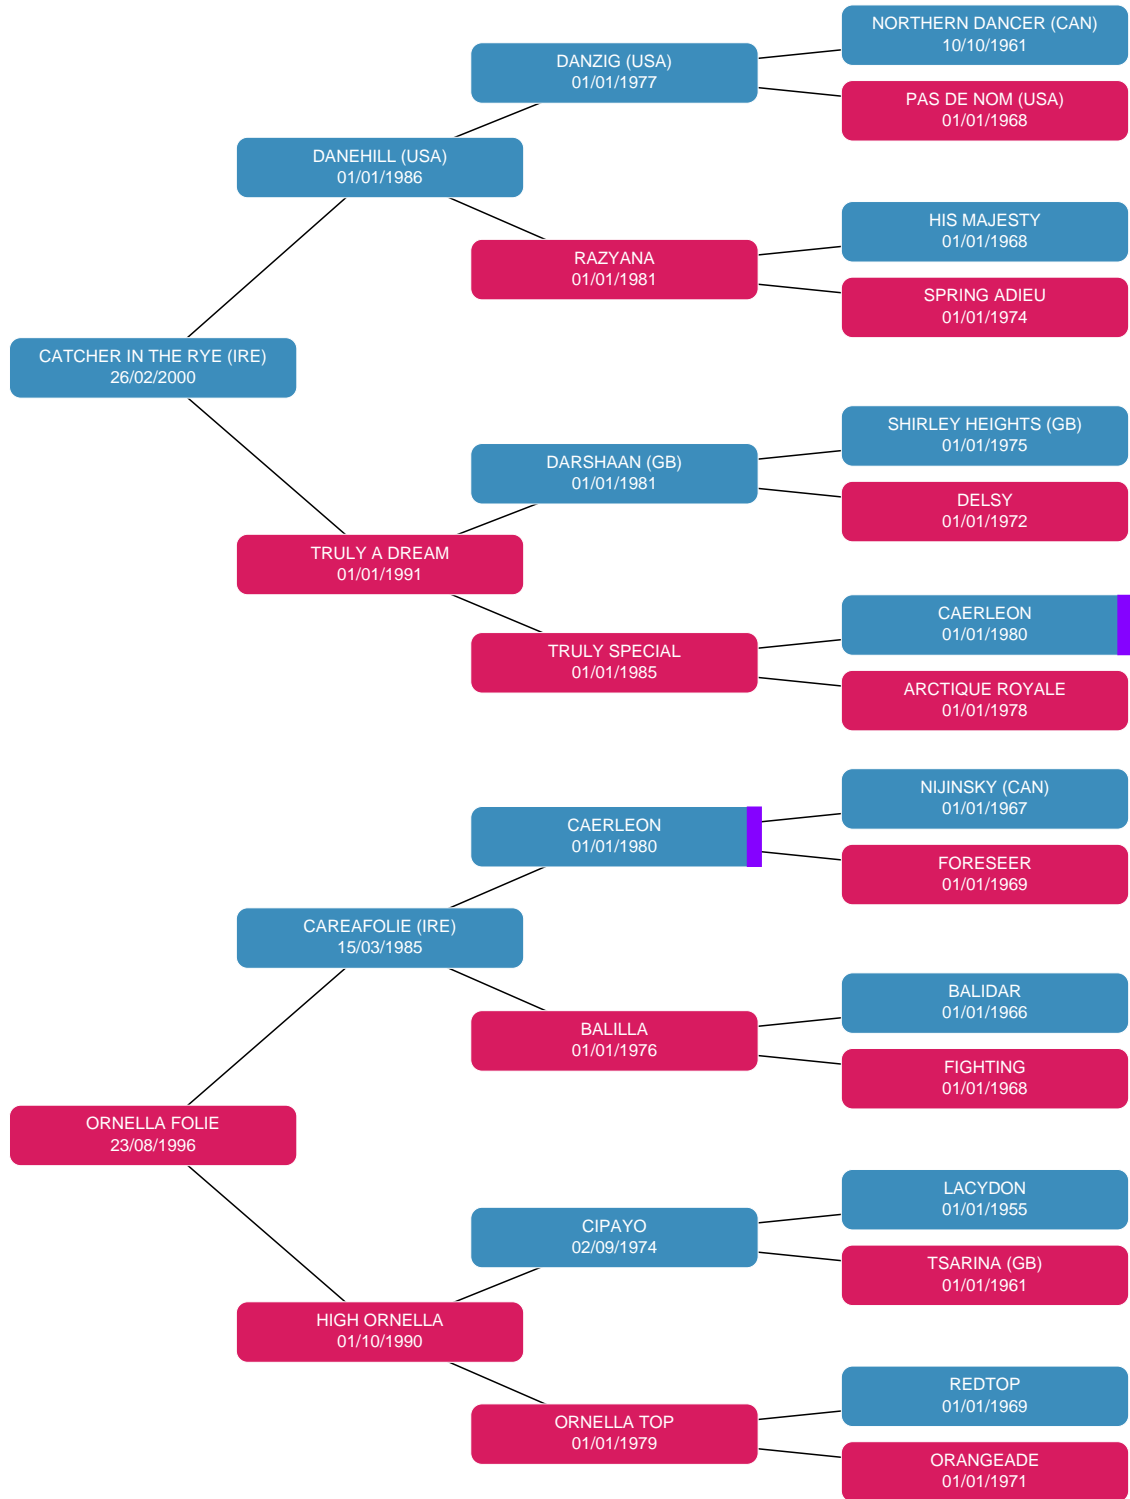 NORTHERN DANCER (CAN)
10/10/1961
DANZIG (USA)
01/01/1977
PAS DE NOM (USA)
01/01/1968
DANEHILL (USA)
01/01/1986
HIS MAJESTY
01/01/1968
RAZYANA
01/01/1981
SPRING ADIEU
01/01/1974
CATCHER IN THE RYE (IRE)
26/02/2000
SHIRLEY HEIGHTS (GB)
01/01/1975
DARSHAAN (GB)
01/01/1981
DELSY
01/01/1972
TRULY A DREAM
01/01/1991
CAERLEON
01/01/1980
TRULY SPECIAL
01/01/1985
ARCTIQUE ROYALE
01/01/1978
NIJINSKY (CAN)
01/01/1967
CAERLEON
01/01/1980
FORESEER
01/01/1969
CAREAFOLIE (IRE)
15/03/1985
BALIDAR
01/01/1966
BALILLA
01/01/1976
FIGHTING
01/01/1968
ORNELLA FOLIE
23/08/1996
LACYDON
01/01/1955
CIPAYO
02/09/1974
TSARINA (GB)
01/01/1961
HIGH ORNELLA
01/10/1990
REDTOP
01/01/1969
ORNELLA TOP
01/01/1979
ORANGEADE
01/01/1971